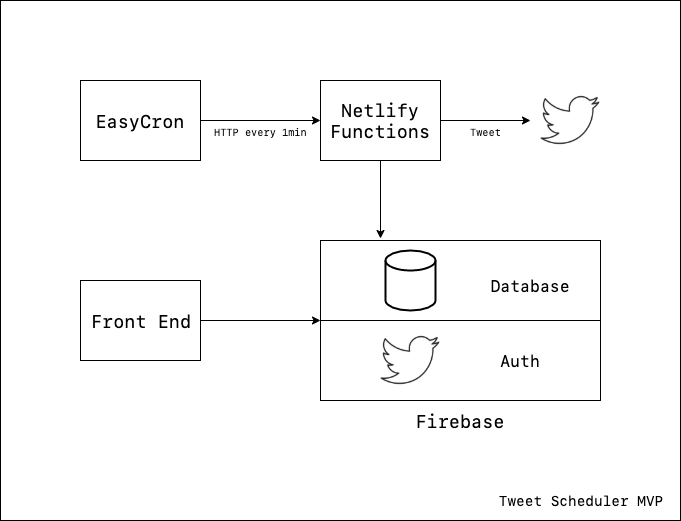 EasyCron
HTTP every 1min
Netlify
Functions
Tweet
Database
Front End
Auth
Firebase
Tweet Scheduler MVP